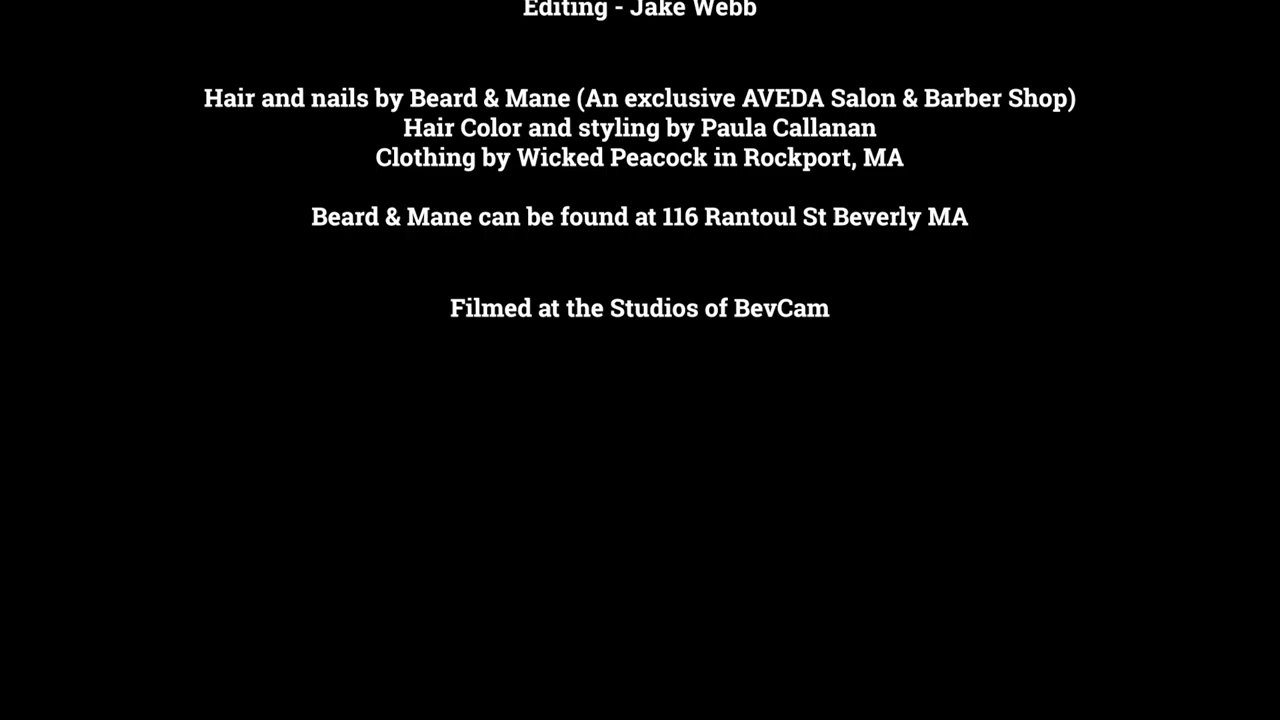 Editing - Jake Webb
Hair and nails by Beard & Mane (An exclusive AVEDA Salon & Barber Shop)
Hair Color and styling by Paula Callanan
Clothing by Wicked Peacock in Rockport, MA
Beard & Mane can be found at 116 Rantoul St Beverly MA
Filmed at the Studios of BevCam